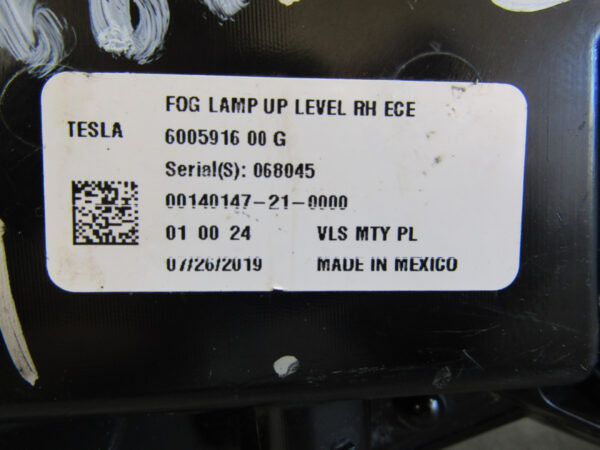 FOG LAMP UP LEVEL RH ECE
TESLA 6005916 00 G
Serial(S): 068045
00140147-21-0000
01 00 24 VLS MTY PL
07/26/2019 MADE IN MEXICO